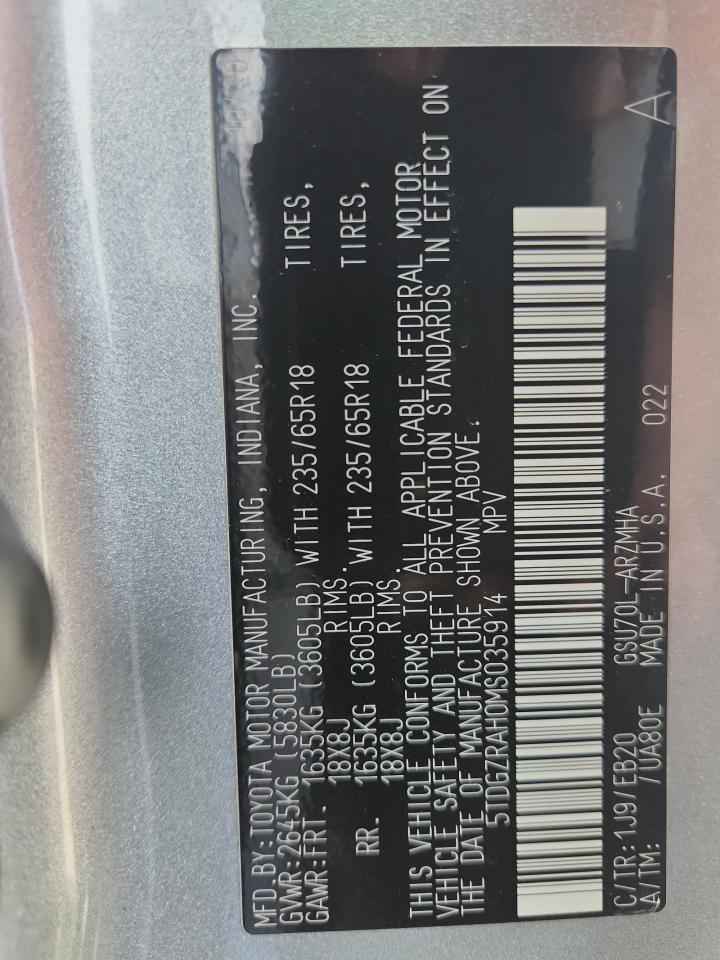 MFD.BY:TOYOTA MOTOR MANUFACTURING, INDIANA, INC. 10/20
GVWR:2645KG (5830LB)
GAWR:FRT. 1635KG (3605LB) WITH 235/65R18 TIRES,
18X8J RIMS.
RR. 1635KG (3605LB) WITH 235/65R18 TIRES,
18X8J RIMS.
THIS VEHICLE CONFORMS TO ALL APPLICABLE FEDERAL MOTOR
VEHICLE SAFETY AND THEFT PREVENTION STANDARDS IN EFFECT ON
THE DATE OF MANUFACTURE SHOWN ABOVE.
5TDGZRAH0MS035914 MPV
C/TR:1J9/EB20 GSU70L-ARZMHA
A/TM: /UA80E MADE IN U.S.A. 022 A